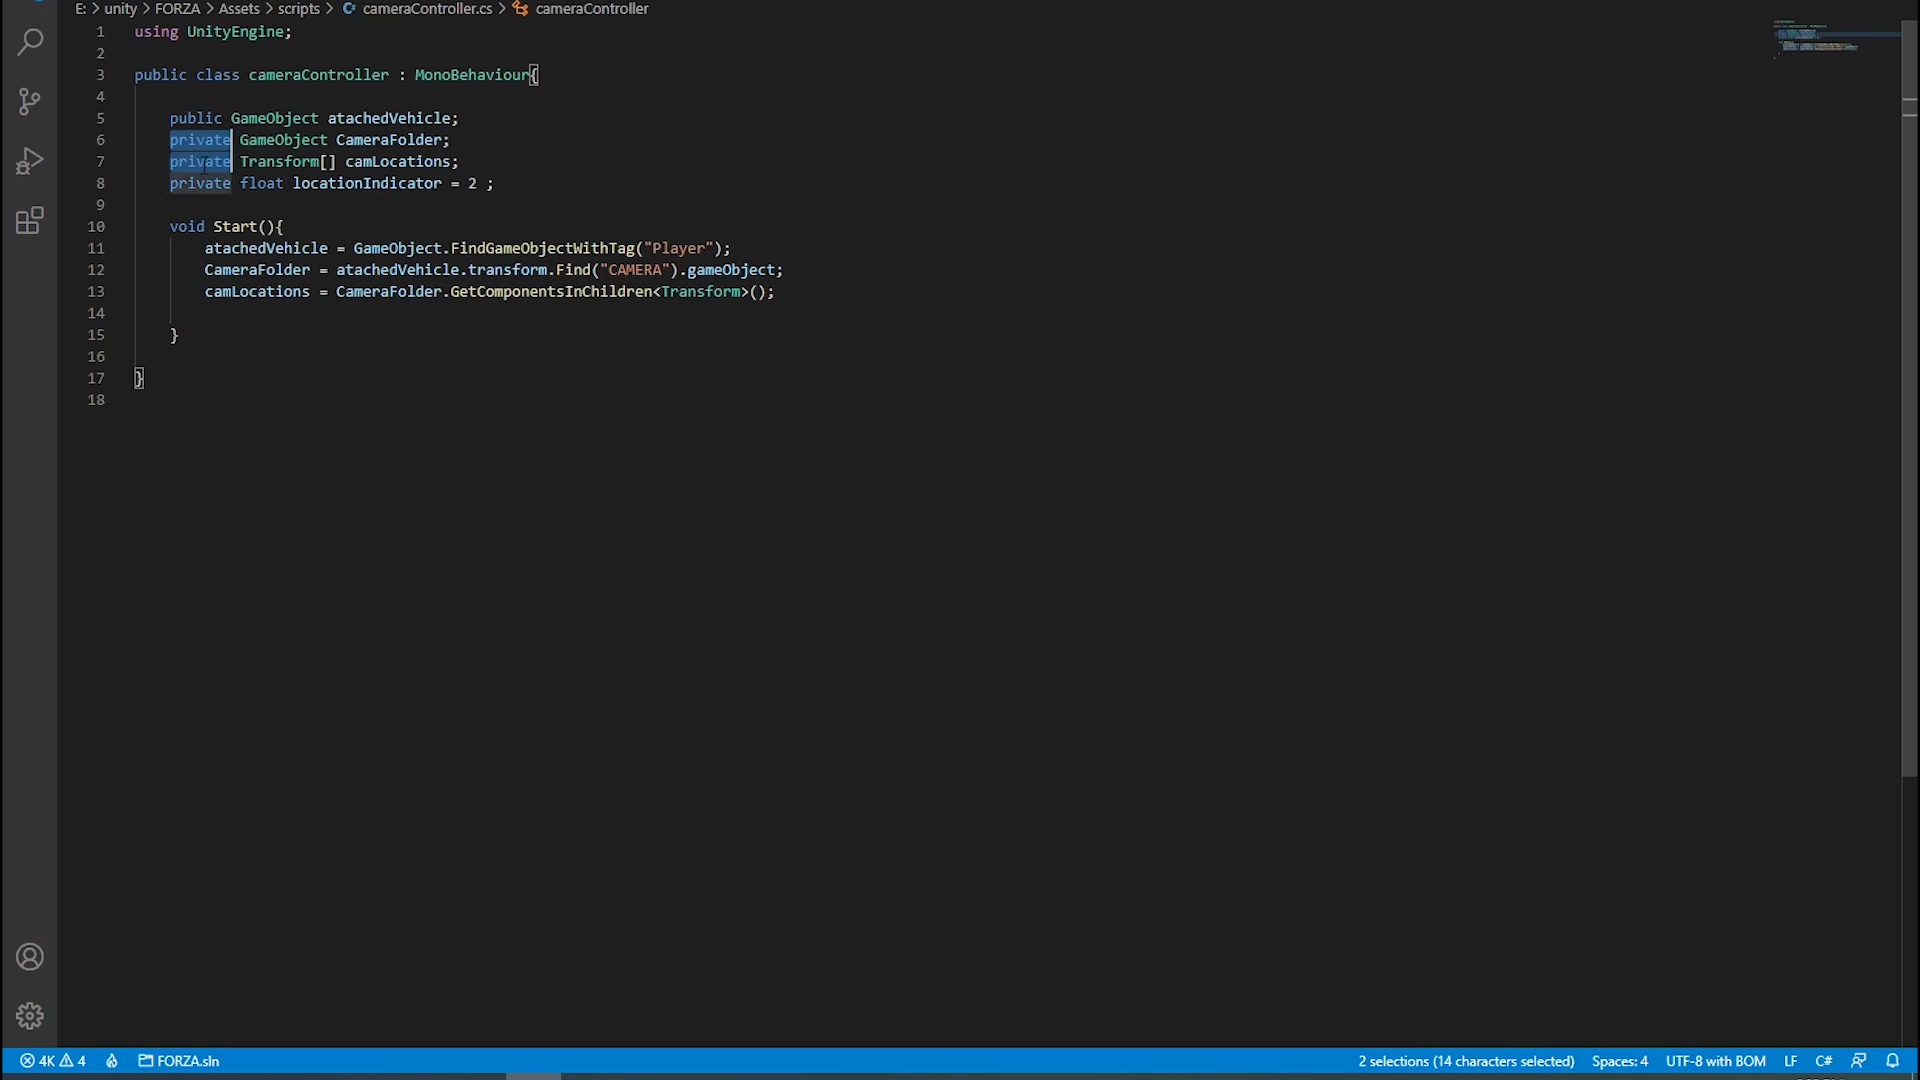 E: > unity > FORZA > Assets > scripts > cameraController.cs > cameraController
1 using UnityEngine;
2
3 public class cameraController : MonoBehaviour{
4
5 public GameObject atachedVehicle;
6 private GameObject CameraFolder;
7 private Transform[] camLocations;
8 private float locationIndicator = 2 ;
9
10 void Start(){
11 atachedVehicle = GameObject.FindGameObjectWithTag("Player");
12 CameraFolder = atachedVehicle.transform.Find("CAMERA").gameObject;
13 camLocations = CameraFolder.GetComponentsInChildren<Transform>();
14
15 }
16
17 }
18
4K 4 FORZA.sln 2 selections (14 characters selected) Spaces: 4 UTF-8 with BOM LF C#